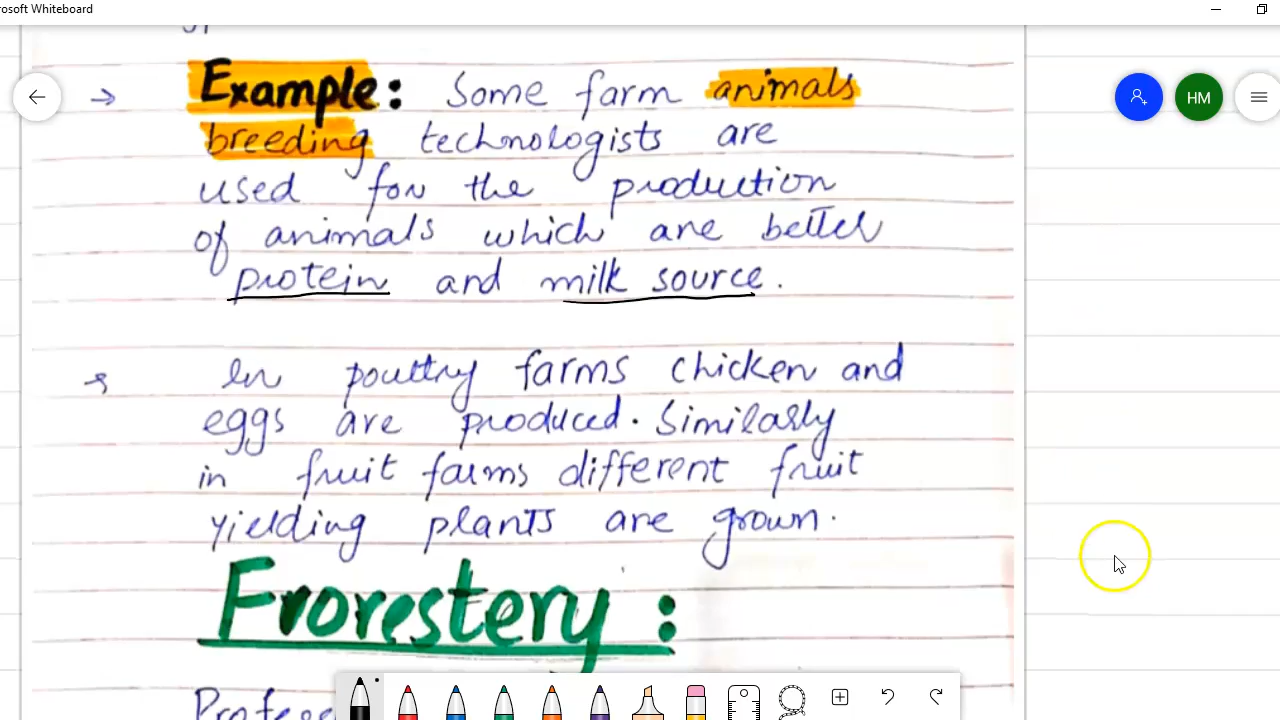 rosoft Whiteboard
HM
Example: Some farm animals
breeding technologists are
used for the production
of animals which are better
protein and milk source.
In poultry farms chicken and
eggs are produced. Similarly
in fruit farms different fruit
yielding plants are grown.
Frorestery :